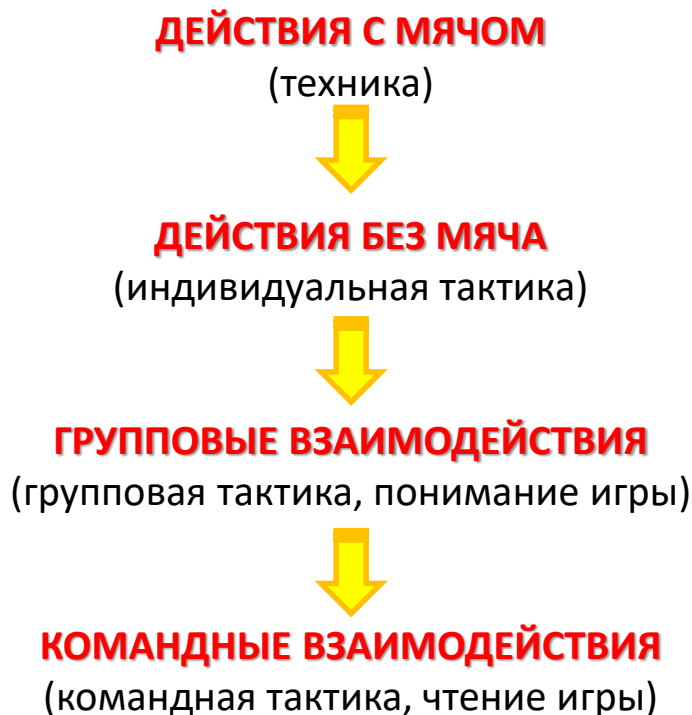 ДЕЙСТВИЯ С МЯЧОМ
(техника)
ДЕЙСТВИЯ БЕЗ МЯЧА
(индивидуальная тактика)
ГРУППОВЫЕ ВЗАИМОДЕЙСТВИЯ
(групповая тактика, понимание игры)
КОМАНДНЫЕ ВЗАИМОДЕЙСТВИЯ
(командная тактика, чтение игры)